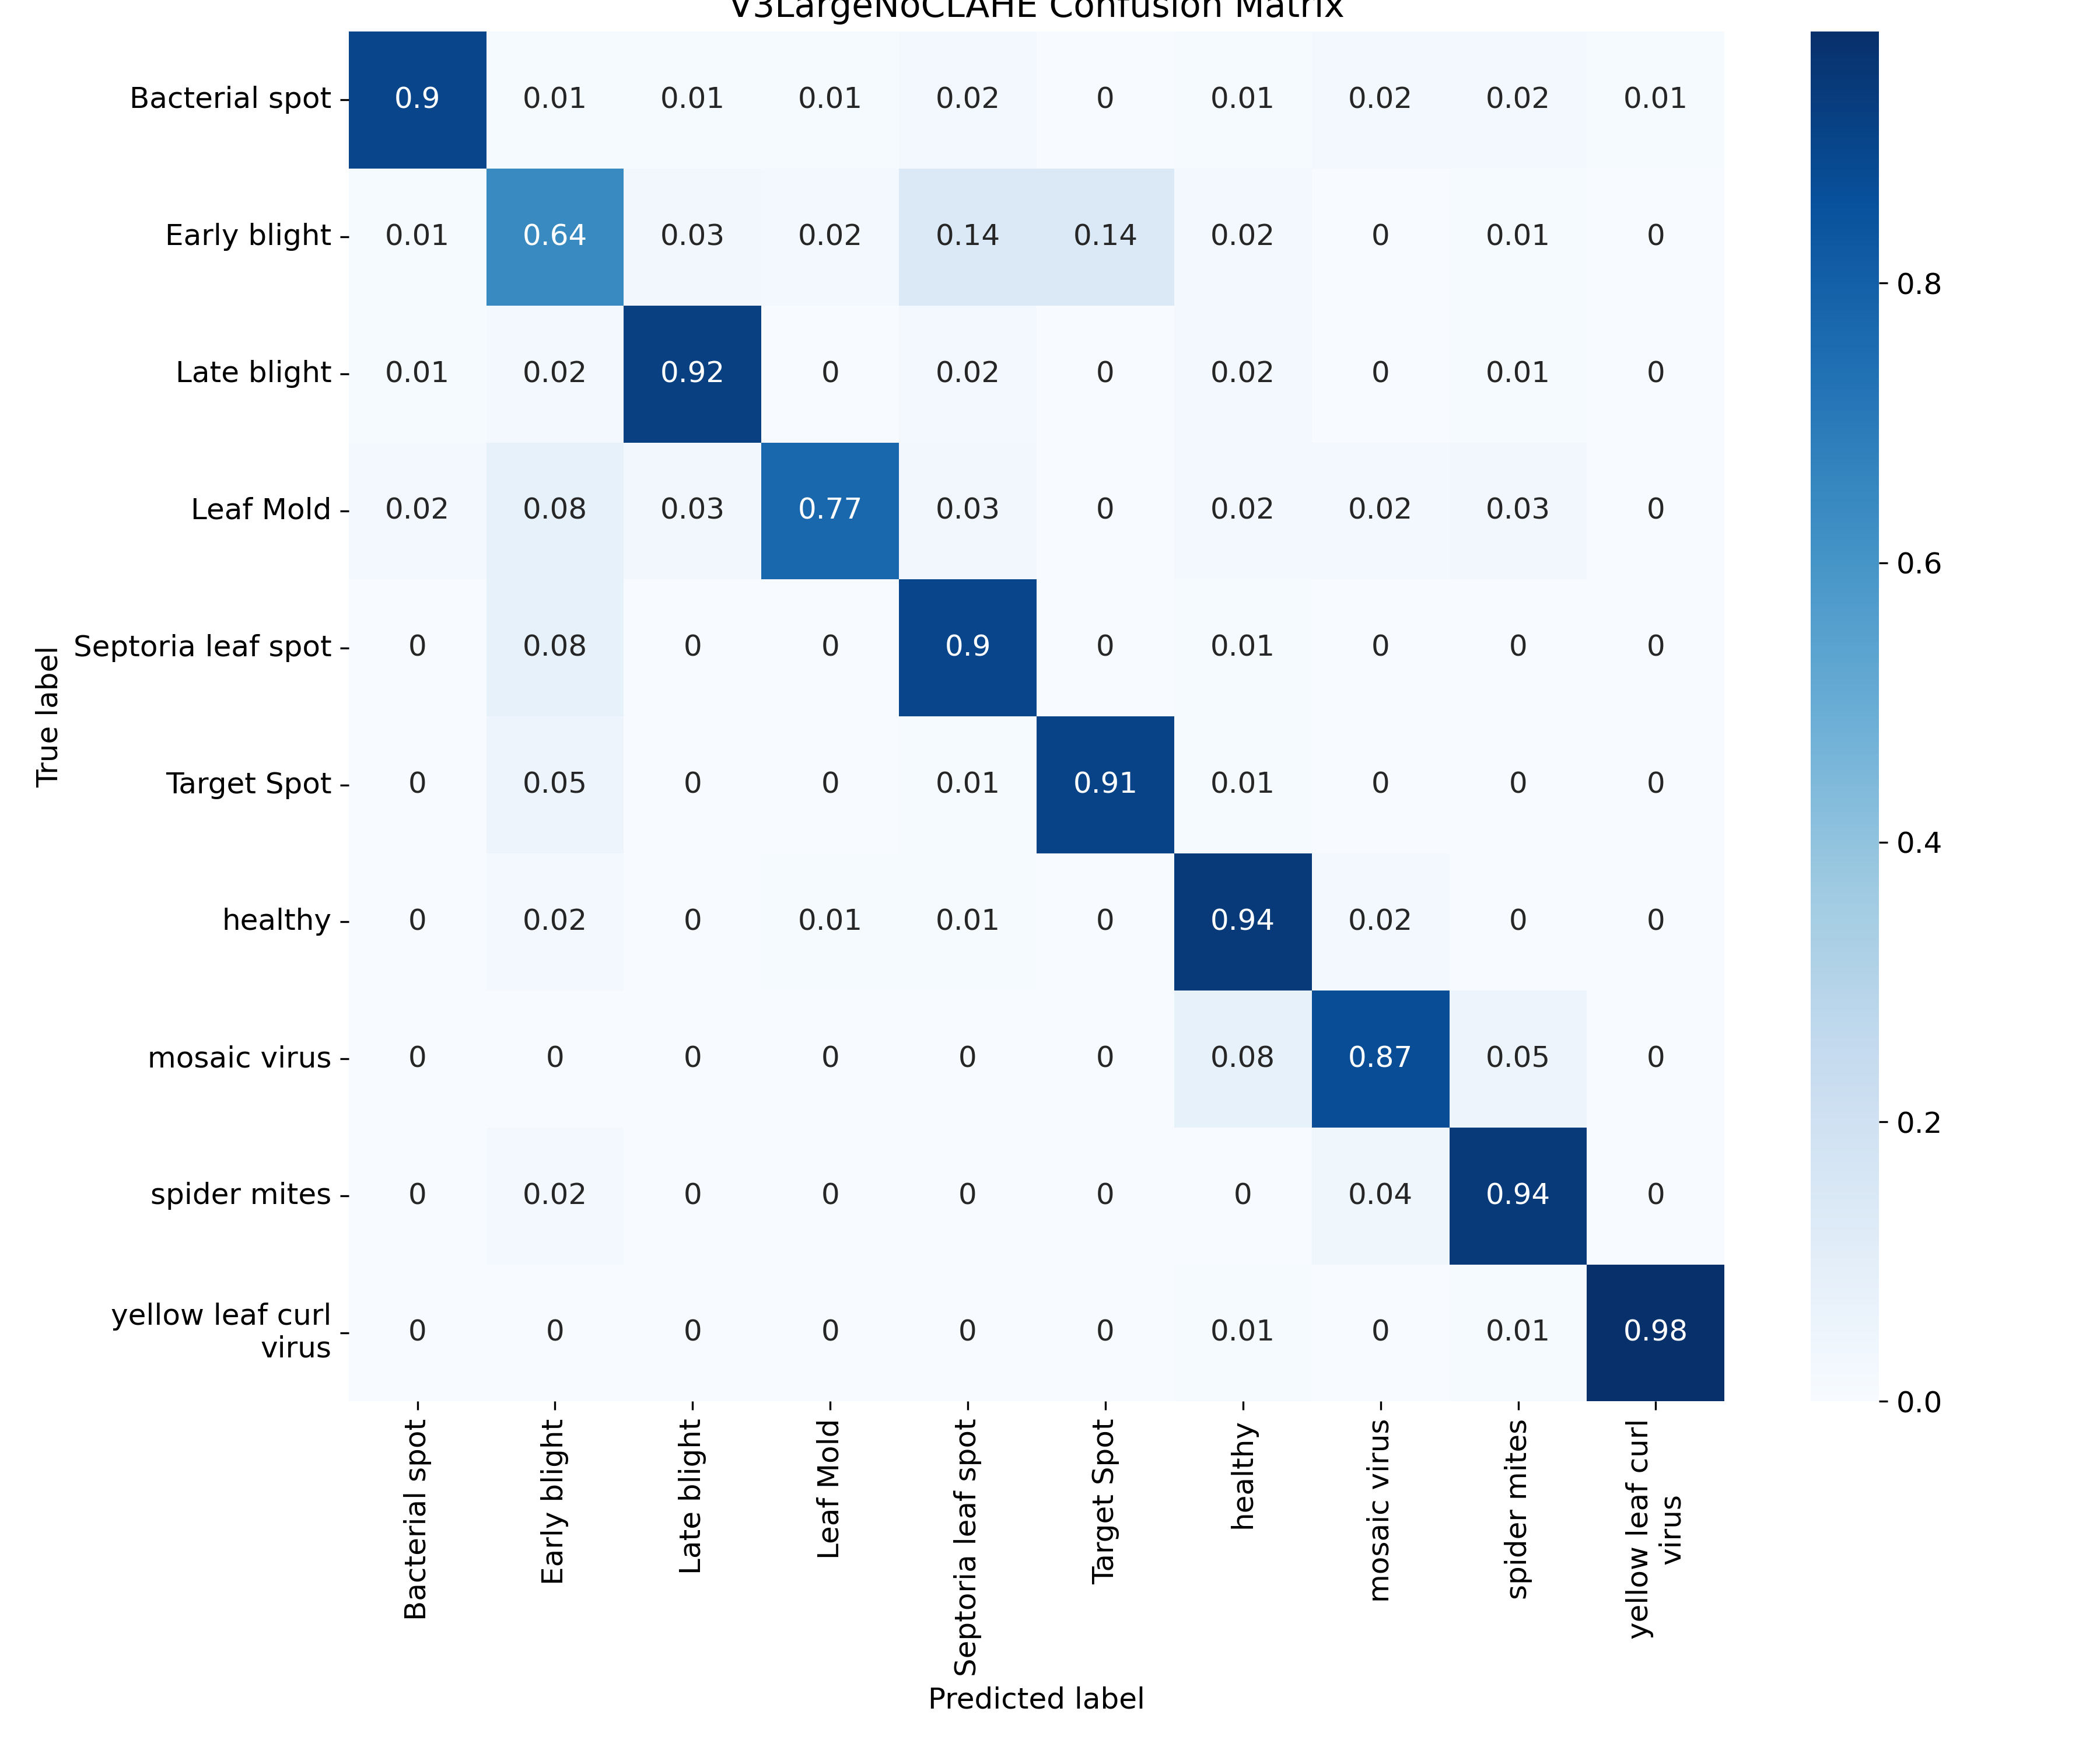 V3LargeNoCLAHE Confusion Matrix
Bacterial spot 0.9 0.01 0.01 0.01 0.02 0 0.01 0.02 0.02 0.01
Early blight 0.01 0.64 0.03 0.02 0.14 0.14 0.02 0 0.01 0
0.8
Late blight 0.01 0.02 0.92 0 0.02 0 0.02 0 0.01 0
Leaf Mold 0.02 0.08 0.03 0.77 0.03 0 0.02 0.02 0.03 0
0.6
Septoria leaf spot 0 0.08 0 0 0.9 0 0.01 0 0 0
True label
Target Spot 0 0.05 0 0 0.01 0.91 0.01 0 0 0
0.4
healthy 0 0.02 0 0.01 0.01 0 0.94 0.02 0 0
mosaic virus 0 0 0 0 0 0 0.08 0.87 0.05 0
0.2
spider mites 0 0.02 0 0 0 0 0 0.04 0.94 0
yellow leaf curl
virus 0 0 0 0 0 0 0.01 0 0.01 0.98
0.0
Bacterial spot
Early blight
Late blight
Leaf Mold
Septoria leaf spot
Target Spot
healthy
mosaic virus
spider mites
yellow leaf curl
virus
Predicted label